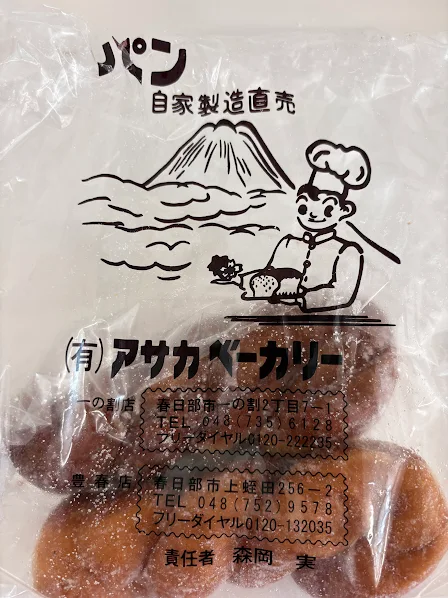 パン
自家製造直売
(有)アサカベーカリー
一の割店 春日部市一の割2丁目7-1
TEL 048(735)6128
フリーダイヤル0120-222235
豊春店 春日部市上蛭田256-2
TEL 048(752)9578
フリーダイヤル0120-132035
責任者 森岡 実